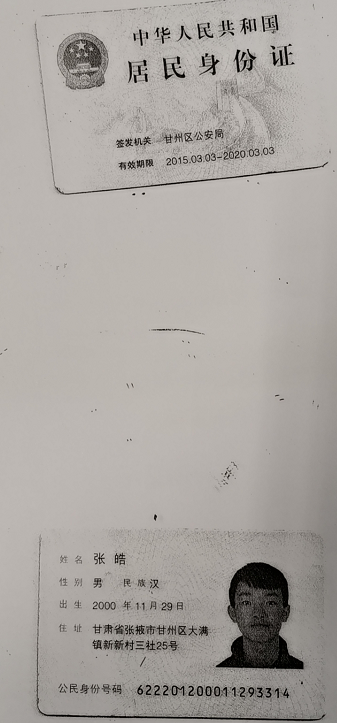 中华人民共和国
居民身份证
签发机关 甘州区公安局
有效期限 2015.03.03-2020.03.03
姓名 张皓
性别 男 民族 汉
出生 2000 年 11 月 29 日
住址 甘肃省张掖市甘州区大满
镇新新村三社25号
公民身份号码 622201200011293314